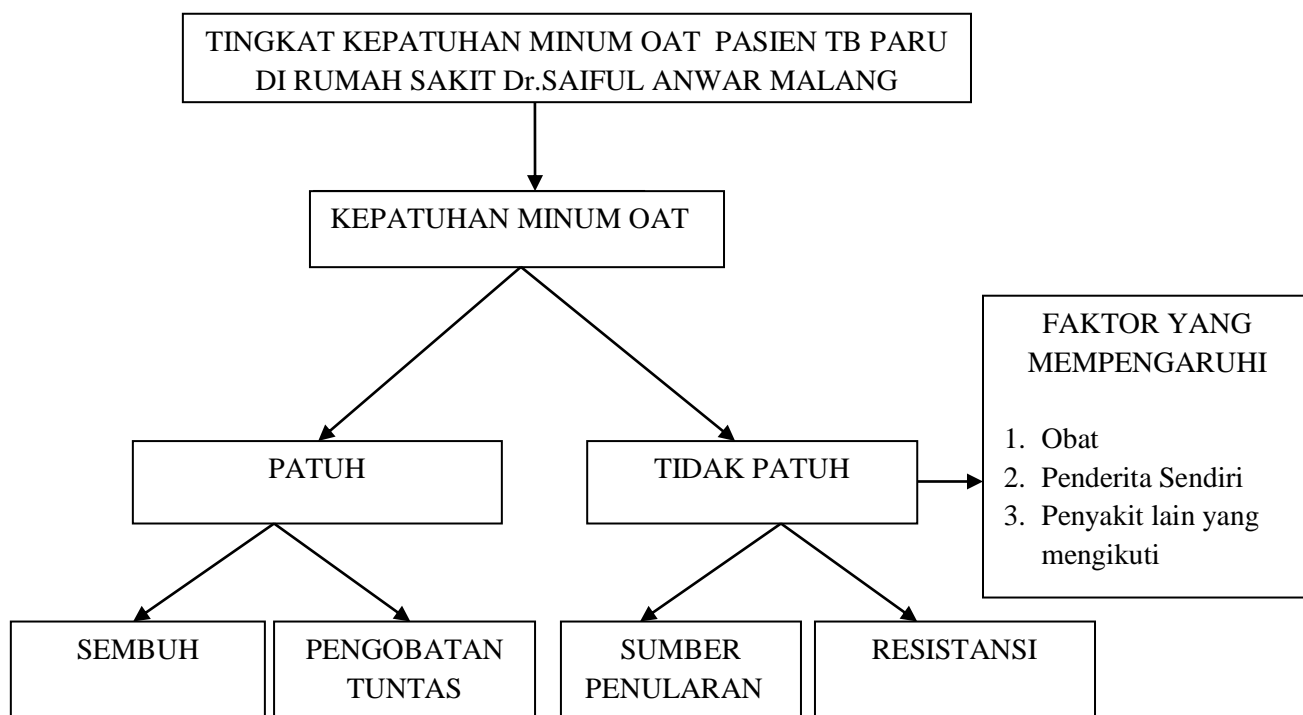 TINGKAT KEPATUHAN MINUM OAT PASIEN TB PARU
DI RUMAH SAKIT Dr.SAIFUL ANWAR MALANG
KEPATUHAN MINUM OAT
FAKTOR YANG
MEMPENGARUHI
1. Obat
2. Penderita Sendiri
3. Penyakit lain yang
mengikuti
PATUH
TIDAK PATUH
SEMBUH
PENGOBATAN
TUNTAS
SUMBER
PENULARAN
RESISTANSI